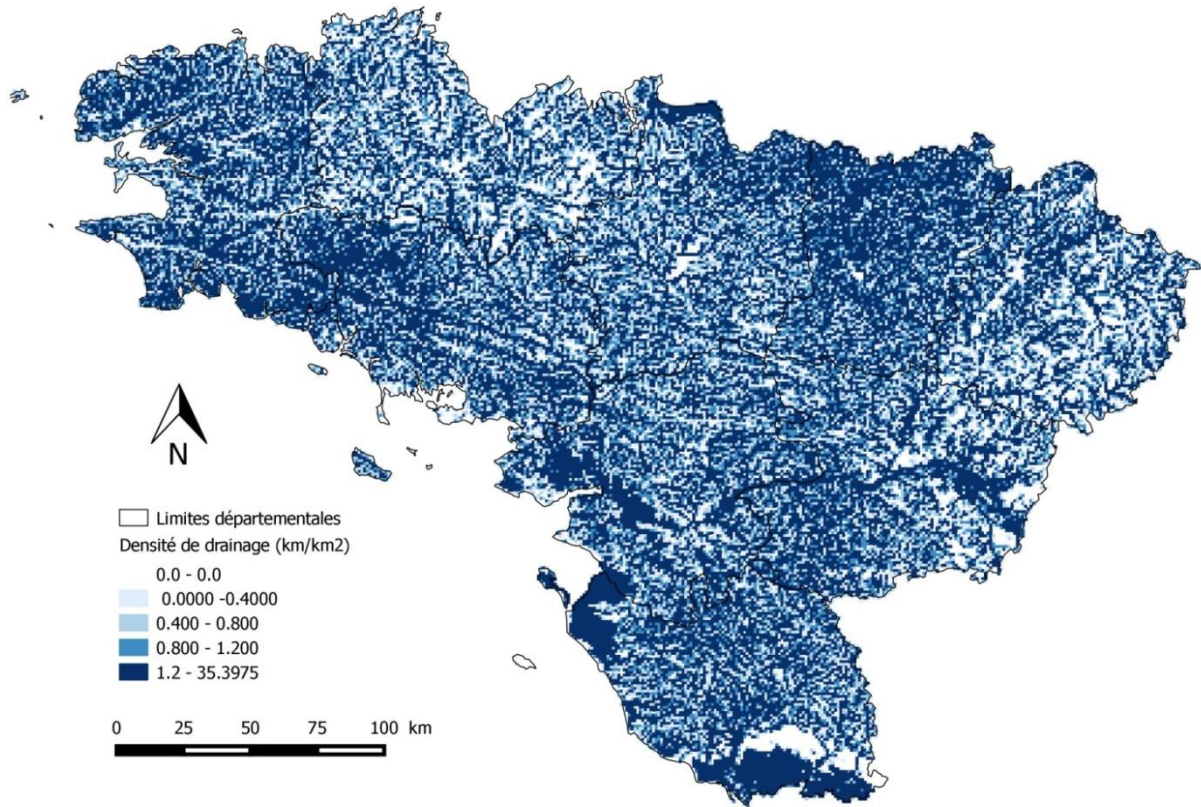 N
Limites départementales
Densité de drainage (km/km2)
0.0 - 0.0
0.0000 -0.4000
0.400 - 0.800
0.800 - 1.200
1.2 - 35.3975
0 25 50 75 100 km